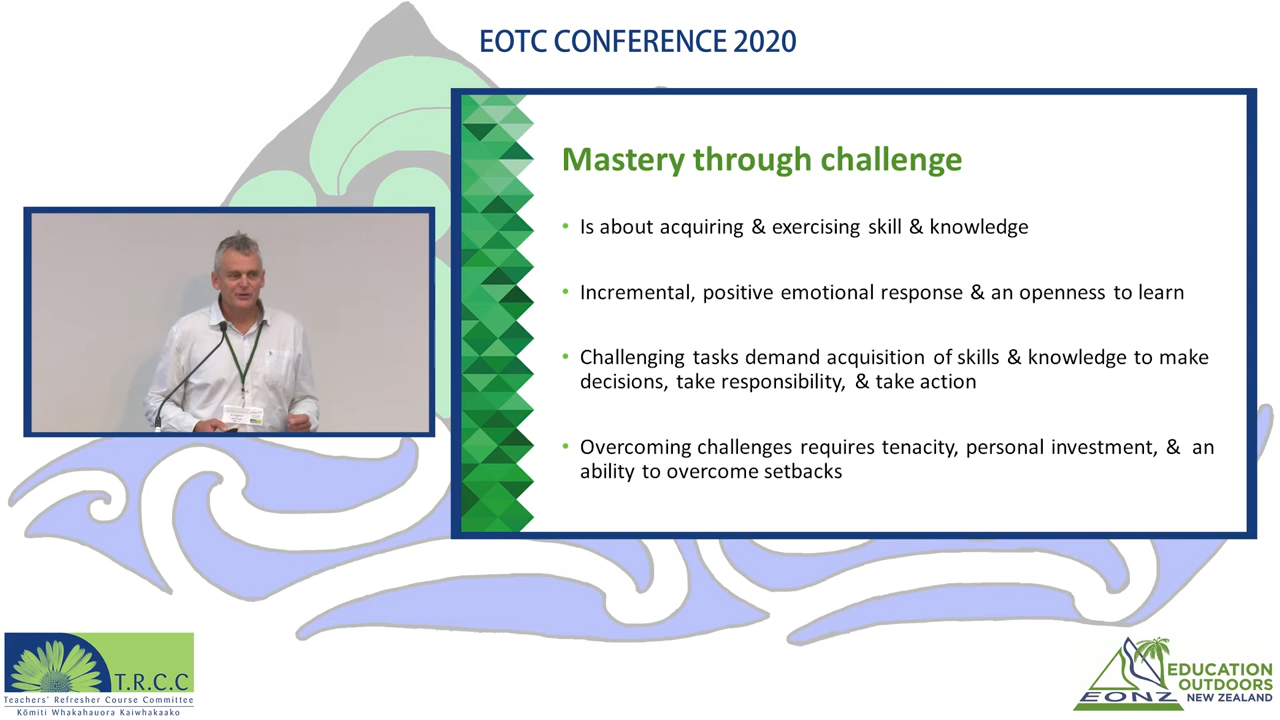 EOTC CONFERENCE 2020
Mastery through challenge
• Is about acquiring & exercising skill & knowledge
• Incremental, positive emotional response & an openness to learn
• Challenging tasks demand acquisition of skills & knowledge to make
decisions, take responsibility, & take action
• Overcoming challenges requires tenacity, personal investment, & an
ability to overcome setbacks
T.R.C.C
Teachers' Refresher Course Committee
Kōmiti Whakahauora Kaiwhakaako
EONZ
EDUCATION
OUTDOORS
NEW ZEALAND